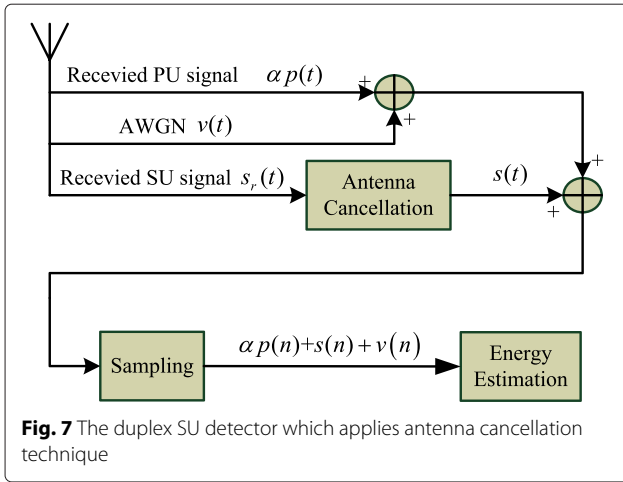 Recevied PU signal α p(t)
+
AWGN v(t)
+
Recevied SU signal s_r(t)
Antenna
Cancellation
s(t)
+
+
Sampling
α p(n)+s(n)+v(n)
Energy
Estimation
Fig. 7 The duplex SU detector which applies antenna cancellation
technique